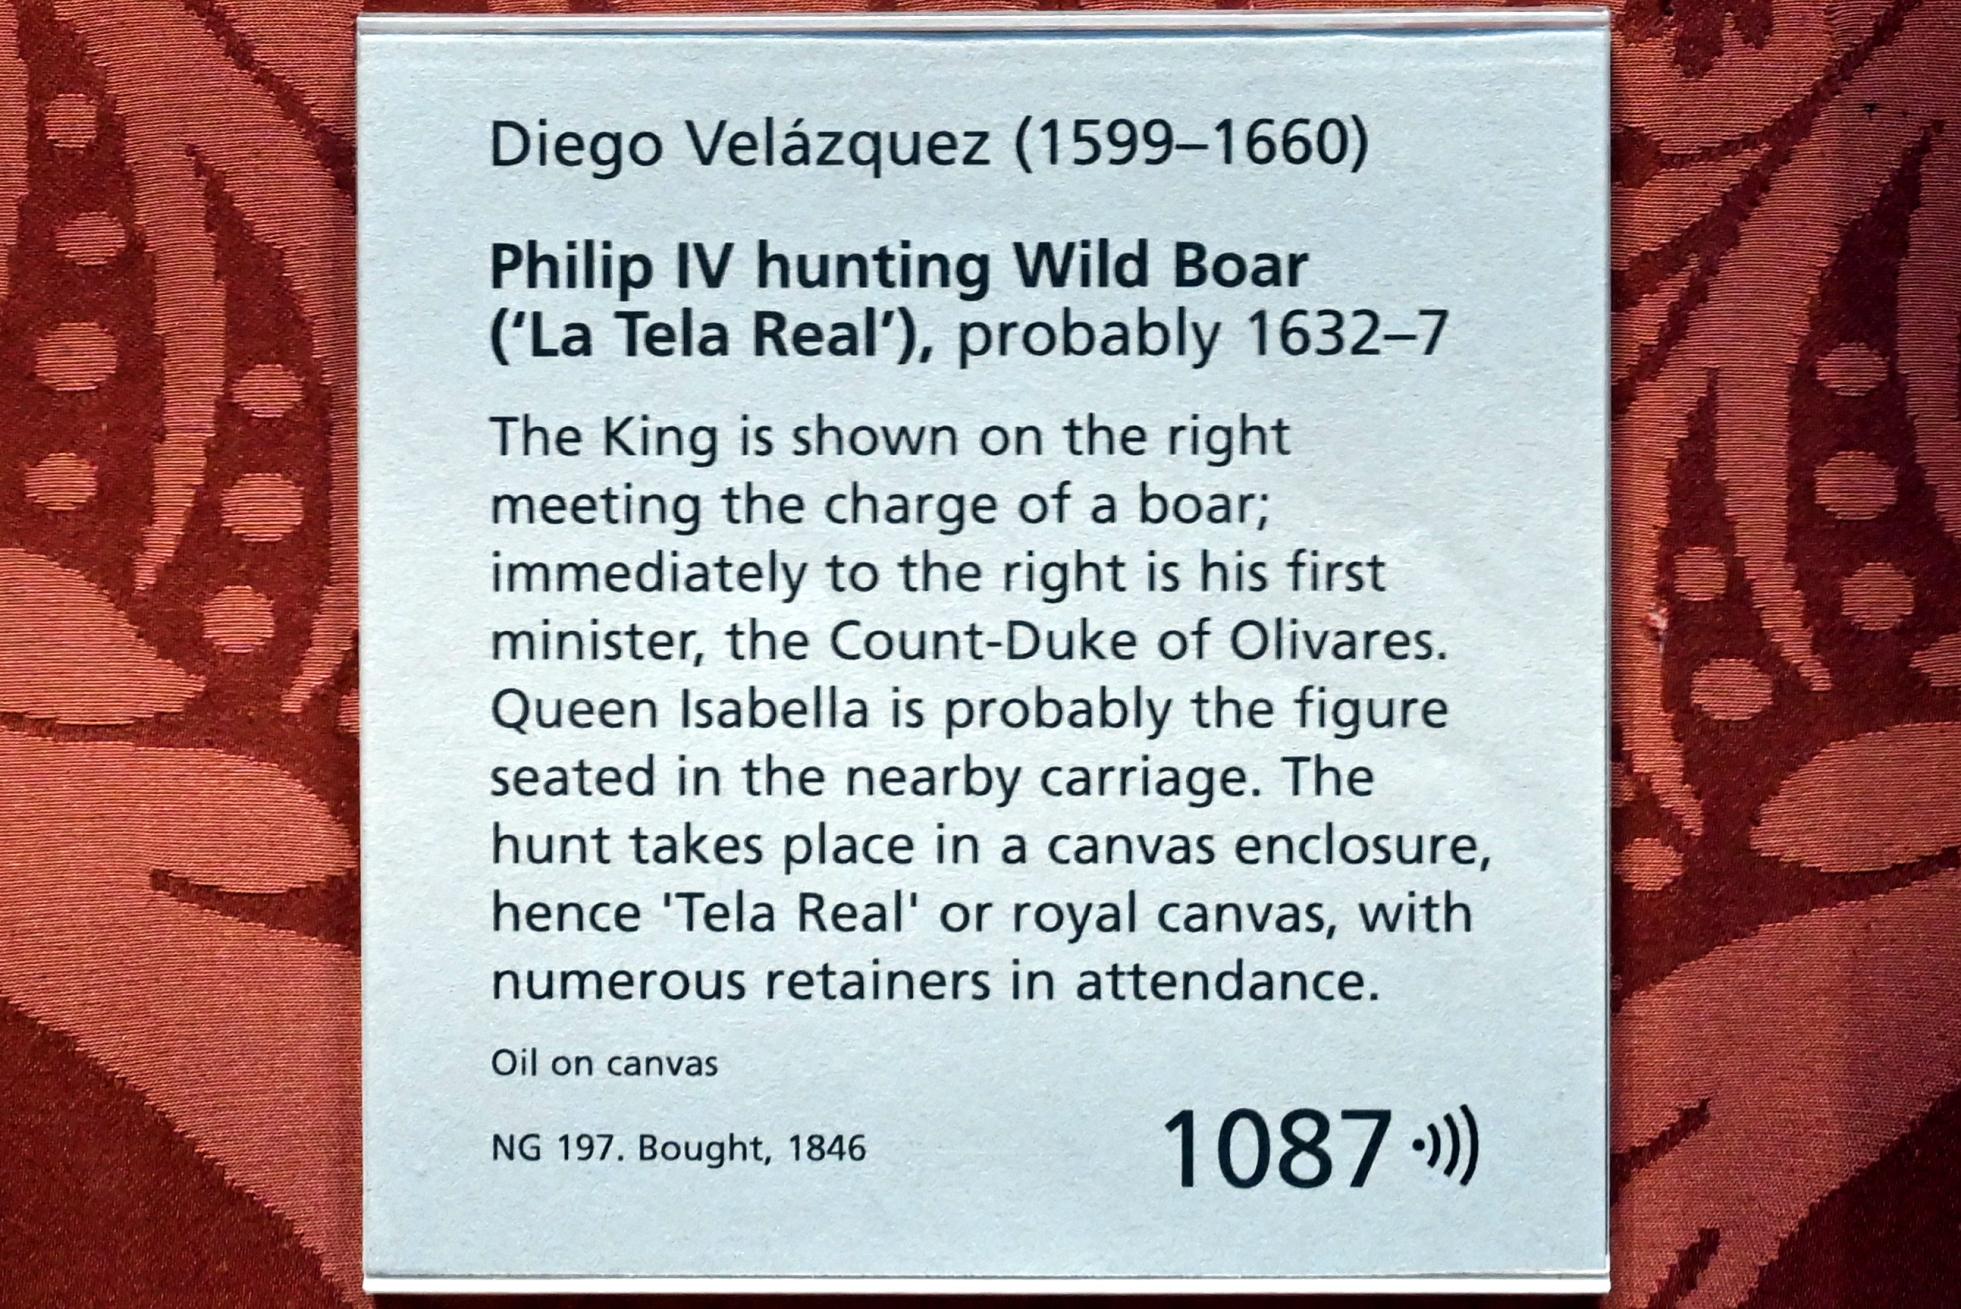 Diego Velázquez (1599–1660)
Philip IV hunting Wild Boar
(‘La Tela Real’), probably 1632–7
The King is shown on the right
meeting the charge of a boar;
immediately to the right is his first
minister, the Count-Duke of Olivares.
Queen Isabella is probably the figure
seated in the nearby carriage. The
hunt takes place in a canvas enclosure,
hence 'Tela Real' or royal canvas, with
numerous retainers in attendance.
Oil on canvas
NG 197. Bought, 1846
1087